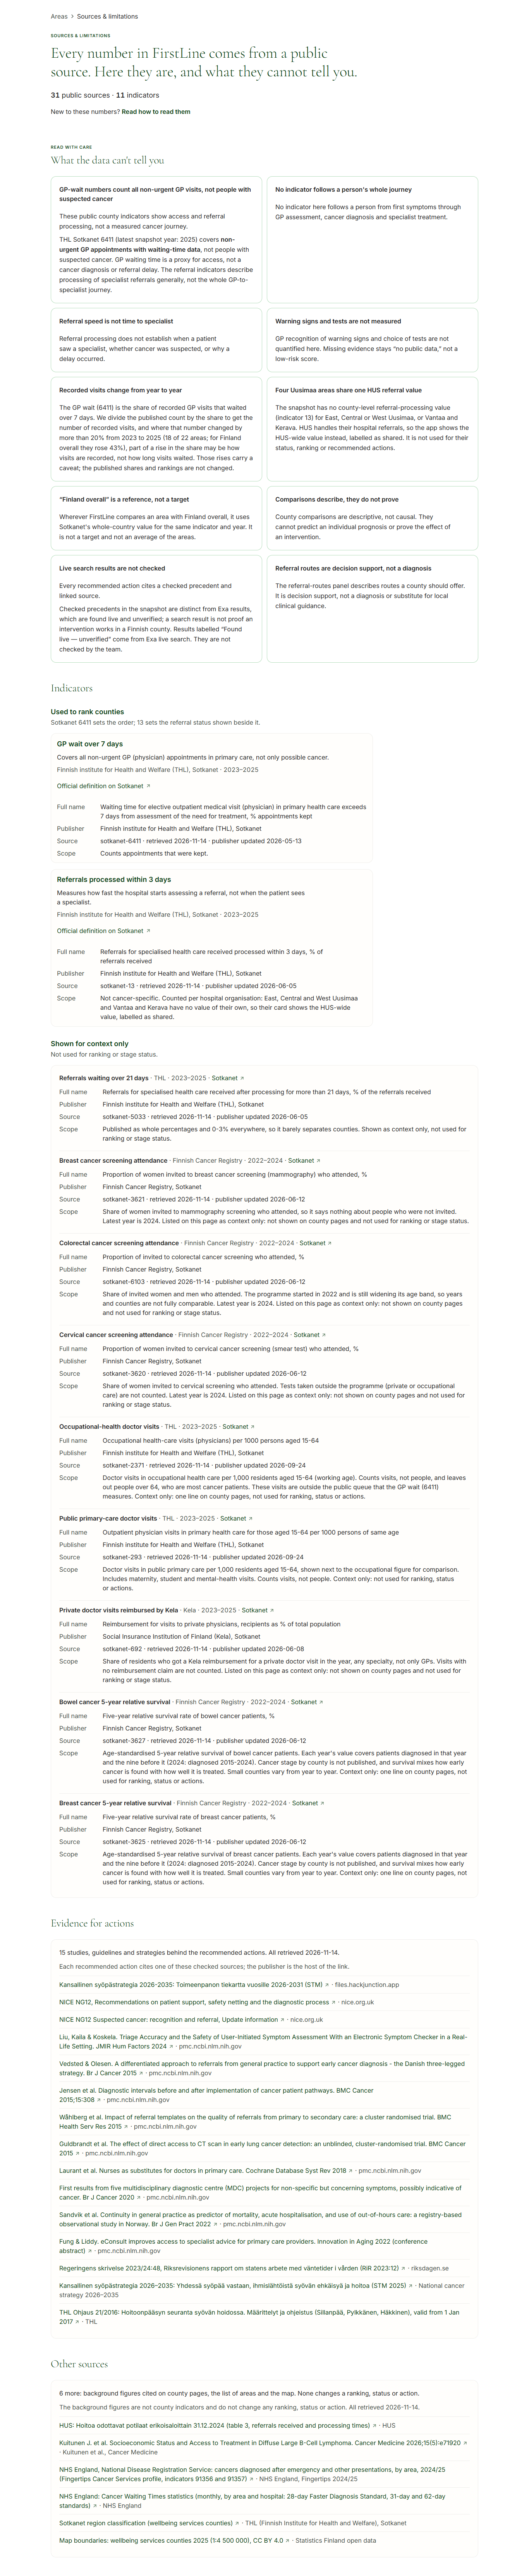 Areas › Sources & limitations
SOURCES & LIMITATIONS
Every number in FirstLine comes from a public
source. Here they are, and what they cannot tell you.
31 public sources · 11 indicators
New to these numbers? Read how to read them
READ WITH CARE
What the data can't tell you
GP-wait numbers count all non-urgent GP visits, not people with
suspected cancer
These public county indicators show access and referral
processing, not a measured cancer journey.
THL Sotkanet 6411 (latest snapshot year: 2025) covers non-
urgent GP appointments with waiting-time data, not people with
suspected cancer. GP waiting time is a proxy for access, not a
cancer diagnosis or referral delay. The referral indicators describe
processing of specialist referrals generally, not the whole GP-to-
specialist journey.
No indicator follows a person's whole journey
No indicator here follows a person from first symptoms through
GP assessment, cancer diagnosis and specialist treatment.
Referral speed is not time to specialist
Referral processing does not establish when a patient
saw a specialist, whether cancer was suspected, or why a
delay occurred.
Warning signs and tests are not measured
GP recognition of warning signs and choice of tests are not
quantified here. Missing evidence stays "no public data," not a
low-risk score.
Recorded visits change from year to year
The GP wait (6411) is the share of recorded GP visits that waited
over 7 days. We divide the published count by the share to get the
number of recorded visits, and where that number changed by
more than 20% from 2023 to 2025 (18 of 22 areas; for Finland
overall they rose 43%), part of a rise in the share may be how
visits are recorded, not how long visits waited. Those rises carry a
caveat; the published shares and rankings are not changed.
Four Uusimaa areas share one HUS referral value
The snapshot has no county-level referral-processing value
(indicator 13) for East, Central or West Uusimaa, or Vantaa and
Kerava. HUS handles their hospital referrals, so the app shows the
HUS-wide value instead, labelled as shared. It is not used for their
status, ranking or recommended actions.
"Finland overall" is a reference, not a target
Wherever FirstLine compares an area with Finland overall, it uses
Sotkanet's whole-country value for the same indicator and year. It
is not a target and not an average of the areas.
Comparisons describe, they do not prove
County comparisons are descriptive, not causal. They
cannot predict an individual prognosis or prove the effect of
an intervention.
Live search results are not checked
Every recommended action cites a checked precedent and
linked source.
Checked precedents in the snapshot are distinct from Exa results,
which are found live and unverified; a search result is not proof an
intervention works in a Finnish county. Results labelled "Found
live — unverified" come from Exa live search. They are not
checked by the team.
Referral routes are decision support, not a diagnosis
The referral-routes panel describes routes a county should offer.
It is decision support, not a diagnosis or substitute for local
clinical guidance.
Indicators
Used to rank counties
Sotkanet 6411 sets the order; 13 sets the referral status shown beside it.
GP wait over 7 days
Covers all non-urgent GP (physician) appointments in primary care, not only possible cancer.
Finnish institute for Health and Welfare (THL), Sotkanet · 2023–2025
Official definition on Sotkanet ↗
Full name Waiting time for elective outpatient medical visit (physician) in primary health care exceeds
7 days from assessment of the need for treatment, % appointments kept
Publisher Finnish institute for Health and Welfare (THL), Sotkanet
Source sotkanet-6411 · retrieved 2026-11-14 · publisher updated 2026-05-13
Scope Counts appointments that were kept.
Referrals processed within 3 days
Measures how fast the hospital starts assessing a referral, not when the patient sees
a specialist.
Finnish institute for Health and Welfare (THL), Sotkanet · 2023–2025
Official definition on Sotkanet ↗
Full name Referrals for specialised health care received processed within 3 days, % of
referrals received
Publisher Finnish institute for Health and Welfare (THL), Sotkanet
Source sotkanet-13 · retrieved 2026-11-14 · publisher updated 2026-06-05
Scope Not cancer-specific. Counted per hospital organisation: East, Central and West Uusimaa
and Vantaa and Kerava have no value of their own, so their card shows the HUS-wide
value, labelled as shared.
Shown for context only
Not used for ranking or stage status.
Referrals waiting over 21 days · THL · 2023–2025 · Sotkanet ↗
Full name Referrals for specialised health care received after processing for more than 21 days, % of the referrals received
Publisher Finnish institute for Health and Welfare (THL), Sotkanet
Source sotkanet-5033 · retrieved 2026-11-14 · publisher updated 2026-06-05
Scope Published as whole percentages and 0-3% everywhere, so it barely separates counties. Shown as context only, not used for
ranking or stage status.
Breast cancer screening attendance · Finnish Cancer Registry · 2022–2024 · Sotkanet ↗
Full name Proportion of women invited to breast cancer screening (mammography) who attended, %
Publisher Finnish Cancer Registry, Sotkanet
Source sotkanet-3621 · retrieved 2026-11-14 · publisher updated 2026-06-12
Scope Share of women invited to mammography screening who attended, so it says nothing about people who were not invited.
Latest year is 2024. Listed on this page as context only: not shown on county pages and not used for ranking or stage status.
Colorectal cancer screening attendance · Finnish Cancer Registry · 2022–2024 · Sotkanet ↗
Full name Proportion of invited to colorectal cancer screening who attended, %
Publisher Finnish Cancer Registry, Sotkanet
Source sotkanet-6103 · retrieved 2026-11-14 · publisher updated 2026-06-12
Scope Share of invited women and men who attended. The programme started in 2022 and is still widening its age band, so years
and counties are not fully comparable. Latest year is 2024. Listed on this page as context only: not shown on county pages
and not used for ranking or stage status.
Cervical cancer screening attendance · Finnish Cancer Registry · 2022–2024 · Sotkanet ↗
Full name Proportion of women invited to cervical cancer screening (smear test) who attended, %
Publisher Finnish Cancer Registry, Sotkanet
Source sotkanet-3620 · retrieved 2026-11-14 · publisher updated 2026-06-12
Scope Share of women invited to cervical screening who attended. Tests taken outside the programme (private or occupational
care) are not counted. Latest year is 2024. Listed on this page as context only: not shown on county pages and not used for
ranking or stage status.
Occupational-health doctor visits · THL · 2023–2025 · Sotkanet ↗
Full name Occupational health-care visits (physicians) per 1000 persons aged 15-64
Publisher Finnish institute for Health and Welfare (THL), Sotkanet
Source sotkanet-2371 · retrieved 2026-11-14 · publisher updated 2026-09-24
Scope Doctor visits in occupational health care per 1,000 residents aged 15-64 (working age). Counts visits, not people, and leaves
out people over 64, who are most cancer patients. These visits are outside the public queue that the GP wait (6411)
measures. Context only: one line on county pages, not used for ranking, status or actions.
Public primary-care doctor visits · THL · 2023–2025 · Sotkanet ↗
Full name Outpatient physician visits in primary health care for those aged 15-64 per 1000 persons of same age
Publisher Finnish institute for Health and Welfare (THL), Sotkanet
Source sotkanet-293 · retrieved 2026-11-14 · publisher updated 2026-09-24
Scope Doctor visits in public primary care per 1,000 residents aged 15-64, shown next to the occupational figure for comparison.
Includes maternity, student and mental-health visits. Counts visits, not people. Context only: not used for ranking, status
or actions.
Private doctor visits reimbursed by Kela · Kela · 2023–2025 · Sotkanet ↗
Full name Reimbursement for visits to private physicians, recipients as % of total population
Publisher Social Insurance Institution of Finland (Kela), Sotkanet
Source sotkanet-692 · retrieved 2026-11-14 · publisher updated 2026-06-08
Scope Share of residents who got a Kela reimbursement for a private doctor visit in the year, any specialty, not only GPs. Visits with
no reimbursement claim are not counted. Listed on this page as context only: not shown on county pages and not used for
ranking or stage status.
Bowel cancer 5-year relative survival · Finnish Cancer Registry · 2022–2024 · Sotkanet ↗
Full name Five-year relative survival rate of bowel cancer patients, %
Publisher Finnish Cancer Registry, Sotkanet
Source sotkanet-3627 · retrieved 2026-11-14 · publisher updated 2026-06-12
Scope Age-standardised 5-year relative survival of bowel cancer patients. Each year's value covers patients diagnosed in that year
and the nine before it (2024: diagnosed 2015-2024). Cancer stage by county is not published, and survival mixes how early
cancer is found with how well it is treated. Small counties vary from year to year. Context only: one line on county pages, not
used for ranking, status or actions.
Breast cancer 5-year relative survival · Finnish Cancer Registry · 2022–2024 · Sotkanet ↗
Full name Five-year relative survival rate of breast cancer patients, %
Publisher Finnish Cancer Registry, Sotkanet
Source sotkanet-3625 · retrieved 2026-11-14 · publisher updated 2026-06-12
Scope Age-standardised 5-year relative survival of breast cancer patients. Each year's value covers patients diagnosed in that year
and the nine before it (2024: diagnosed 2015-2024). Cancer stage by county is not published, and survival mixes how early
cancer is found with how well it is treated. Small counties vary from year to year. Context only: one line on county pages, not
used for ranking, status or actions.
Evidence for actions
15 studies, guidelines and strategies behind the recommended actions. All retrieved 2026-11-14.
Each recommended action cites one of these checked sources; the publisher is the host of the link.
Kansallinen syöpästrategia 2026-2035: Toimeenpanon tiekartta vuosille 2026-2031 (STM) ↗ · files.hackjunction.app
NICE NG12, Recommendations on patient support, safety netting and the diagnostic process ↗ · nice.org.uk
NICE NG12 Suspected cancer: recognition and referral, Update information ↗ · nice.org.uk
Liu, Kaila & Koskela. Triage Accuracy and the Safety of User-Initiated Symptom Assessment With an Electronic Symptom Checker in a Real-
Life Setting. JMIR Hum Factors 2024 ↗ · pmc.ncbi.nlm.nih.gov
Vedsted & Olesen. A differentiated approach to referrals from general practice to support early cancer diagnosis - the Danish three-legged
strategy. Br J Cancer 2015 ↗ · pmc.ncbi.nlm.nih.gov
Jensen et al. Diagnostic intervals before and after implementation of cancer patient pathways. BMC Cancer
2015;15:308 ↗ · pmc.ncbi.nlm.nih.gov
Wåhlberg et al. Impact of referral templates on the quality of referrals from primary to secondary care: a cluster randomised trial. BMC
Health Serv Res 2015 ↗ · pmc.ncbi.nlm.nih.gov
Guldbrandt et al. The effect of direct access to CT scan in early lung cancer detection: an unblinded, cluster-randomised trial. BMC Cancer
2015 ↗ · pmc.ncbi.nlm.nih.gov
Laurant et al. Nurses as substitutes for doctors in primary care. Cochrane Database Syst Rev 2018 ↗ · pmc.ncbi.nlm.nih.gov
First results from five multidisciplinary diagnostic centre (MDC) projects for non-specific but concerning symptoms, possibly indicative of
cancer. Br J Cancer 2020 ↗ · pmc.ncbi.nlm.nih.gov
Sandvik et al. Continuity in general practice as predictor of mortality, acute hospitalisation, and use of out-of-hours care: a registry-based
observational study in Norway. Br J Gen Pract 2022 ↗ · pmc.ncbi.nlm.nih.gov
Fung & Liddy. eConsult improves access to specialist advice for primary care providers. Innovation in Aging 2022 (conference
abstract) ↗ · pmc.ncbi.nlm.nih.gov
Regeringens skrivelse 2023/24:48, Riksrevisionens rapport om statens arbete med väntetider i vården (RIR 2023:12) ↗ · riksdagen.se
Kansallinen syöpästrategia 2026–2035: Yhdessä syöpää vastaan, ihmislähtöistä syövän ehkäisyä ja hoitoa (STM 2025) ↗ · National cancer
strategy 2026–2035
THL Ohjaus 21/2016: Hoitoonpääsyn seuranta syövän hoidossa. Määrittelyt ja ohjeistus (Sillanpää, Pyikkänen, Häkkinen), valid from 1 Jan
2017 ↗ · THL
Other sources
6 more: background figures cited on county pages, the list of areas and the map. None changes a ranking, status or action.
The background figures are not county indicators and do not change any ranking, status or action. All retrieved 2026-11-14.
HUS: Hoitoa odottavat potilaat erikoisaloittain 31.12.2024 (table 3, referrals received and processing times) ↗ · HUS
Kuitunen J. et al. Socioeconomic Status and Access to Treatment in Diffuse Large B-Cell Lymphoma. Cancer Medicine 2026;15(5):e71920 ↗
· Kuitunen et al., Cancer Medicine
NHS England, National Disease Registration Service: cancers diagnosed after emergency and other presentations, by area, 2024/25
(Fingertips Cancer Services profile, indicators 91356 and 91357) ↗ · NHS England, Fingertips 2024/25
NHS England: Cancer Waiting Times statistics (monthly, by area and hospital: 28-day Faster Diagnosis Standard, 31-day and 62-day
standards) ↗ · NHS England
Sotkanet region classification (wellbeing services counties) ↗ · THL (Finnish Institute for Health and Welfare), Sotkanet
Map boundaries: wellbeing services counties 2025 (1:4 500 000), CC BY 4.0 ↗ · Statistics Finland open data